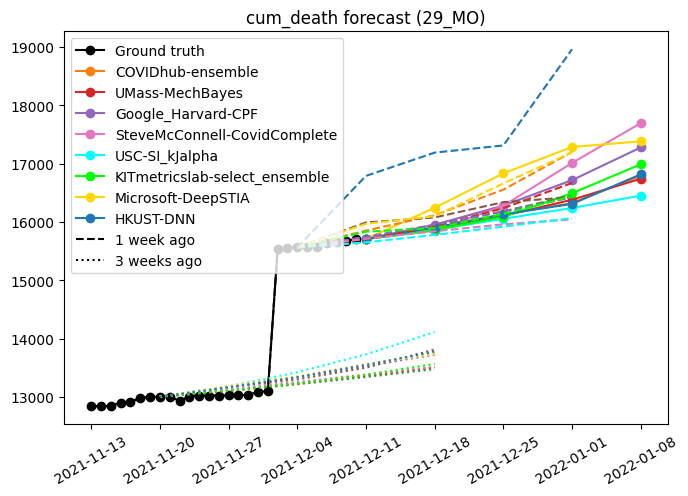 cum_death forecast (29_MO)
19000
18000
17000
16000
15000
14000
13000
Ground truth
COVIDhub-ensemble
UMass-MechBayes
Google_Harvard-CPF
SteveMcConnell-CovidComplete
USC-SI_kJalpha
KITmetricslab-select_ensemble
Microsoft-DeepSTIA
HKUST-DNN
1 week ago
3 weeks ago
2021-11-13
2021-11-20
2021-11-27
2021-12-04
2021-12-11
2021-12-18
2021-12-25
2022-01-01
2022-01-08